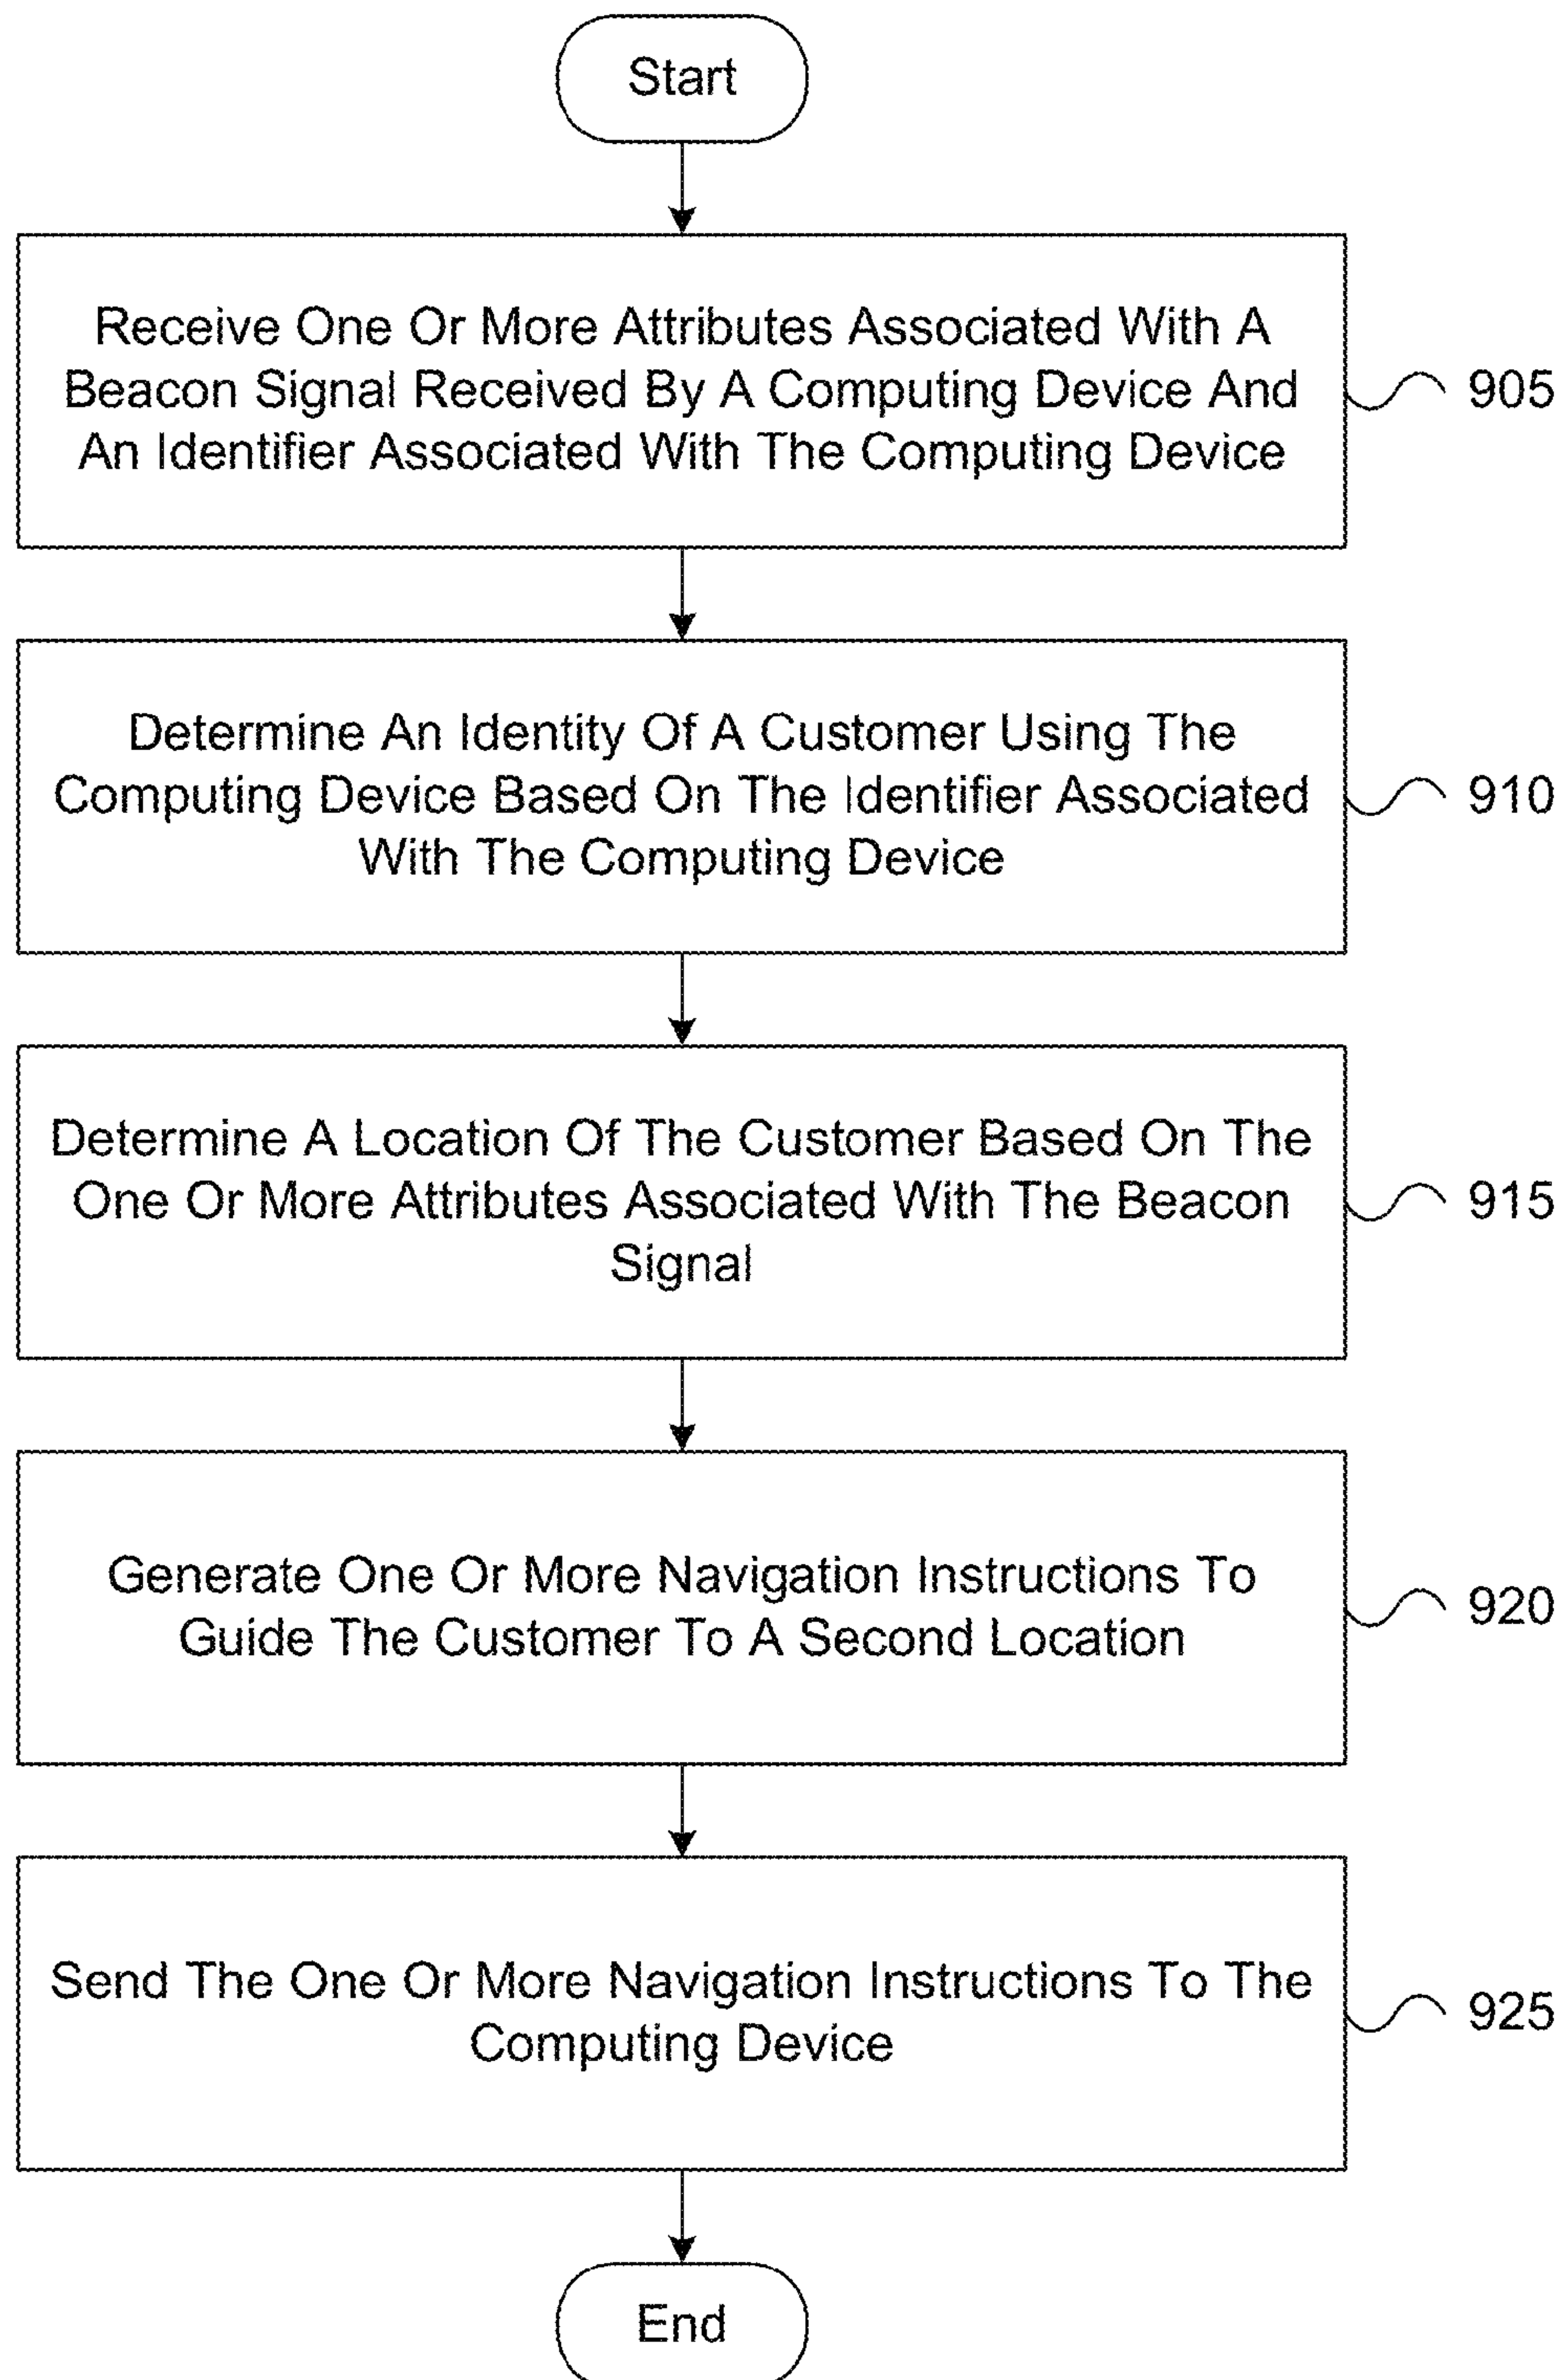 Start
Receive One Or More Attributes Associated With A
Beacon Signal Received By A Computing Device And
An Identifier Associated With The Computing Device
905
Determine An Identity Of A Customer Using The
Computing Device Based On The Identifier Associated
With The Computing Device
910
Determine A Location Of The Customer Based On The
One Or More Attributes Associated With The Beacon
Signal
915
Generate One Or More Navigation Instructions To
Guide The Customer To A Second Location
920
Send The One Or More Navigation Instructions To The
Computing Device
925
End